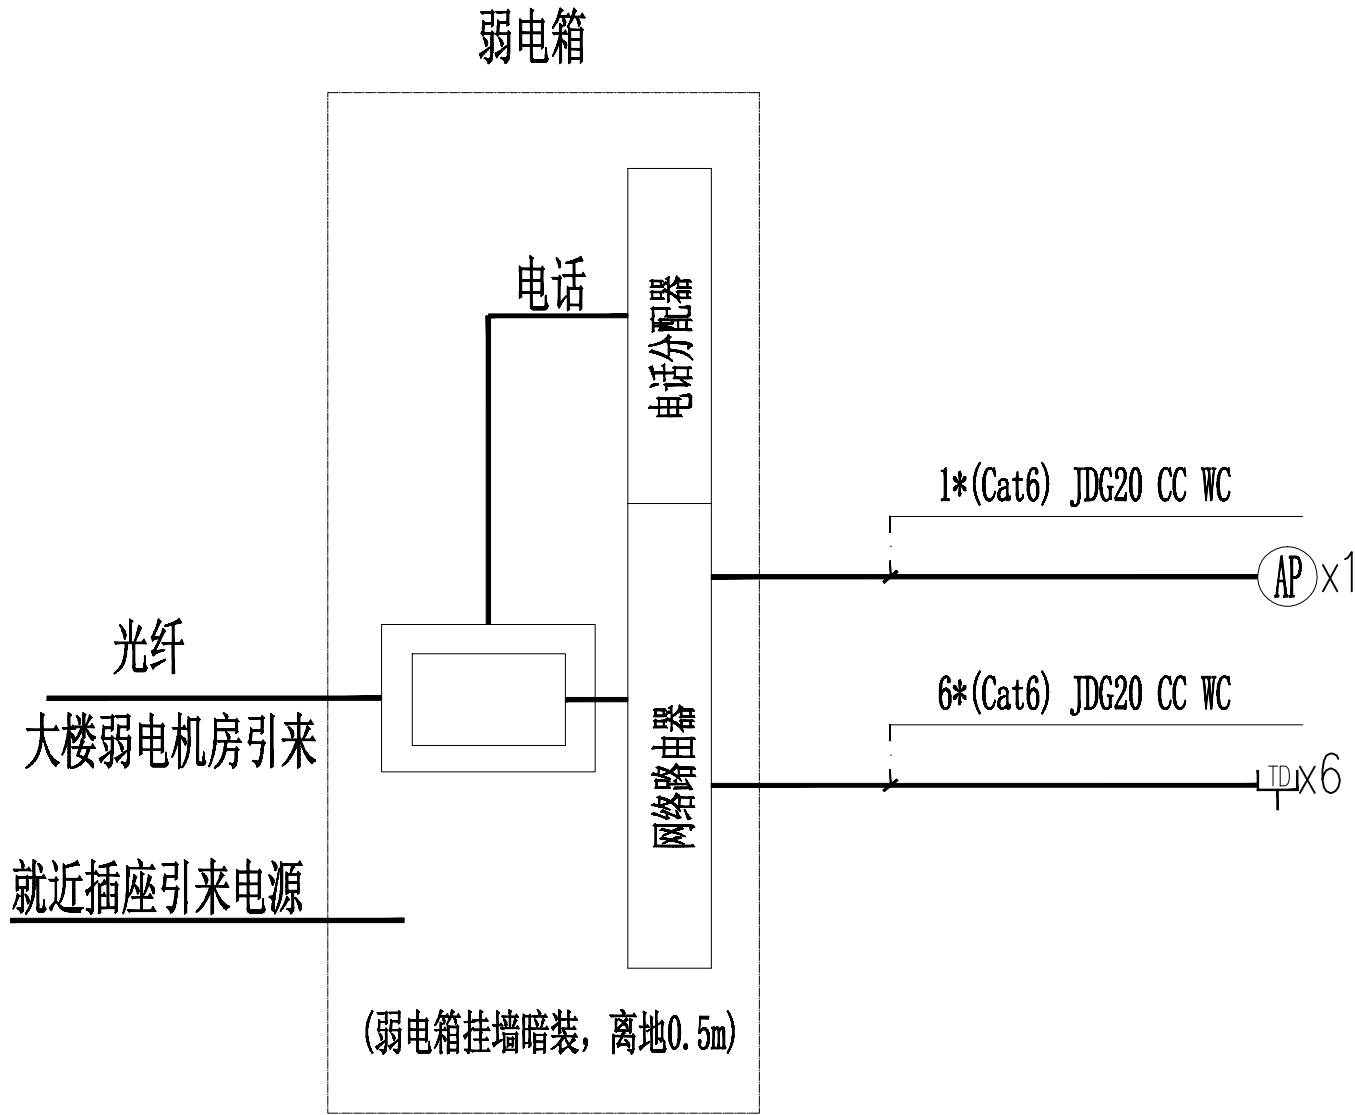 弱电箱
电话
电话分配器
1*(Cat6) JDG20 CC WC
AP x1
光纤
大楼弱电机房引来
网络路由器
6*(Cat6) JDG20 CC WC
TD x6
就近插座引来电源
(弱电箱挂墙暗装，离地0.5m)